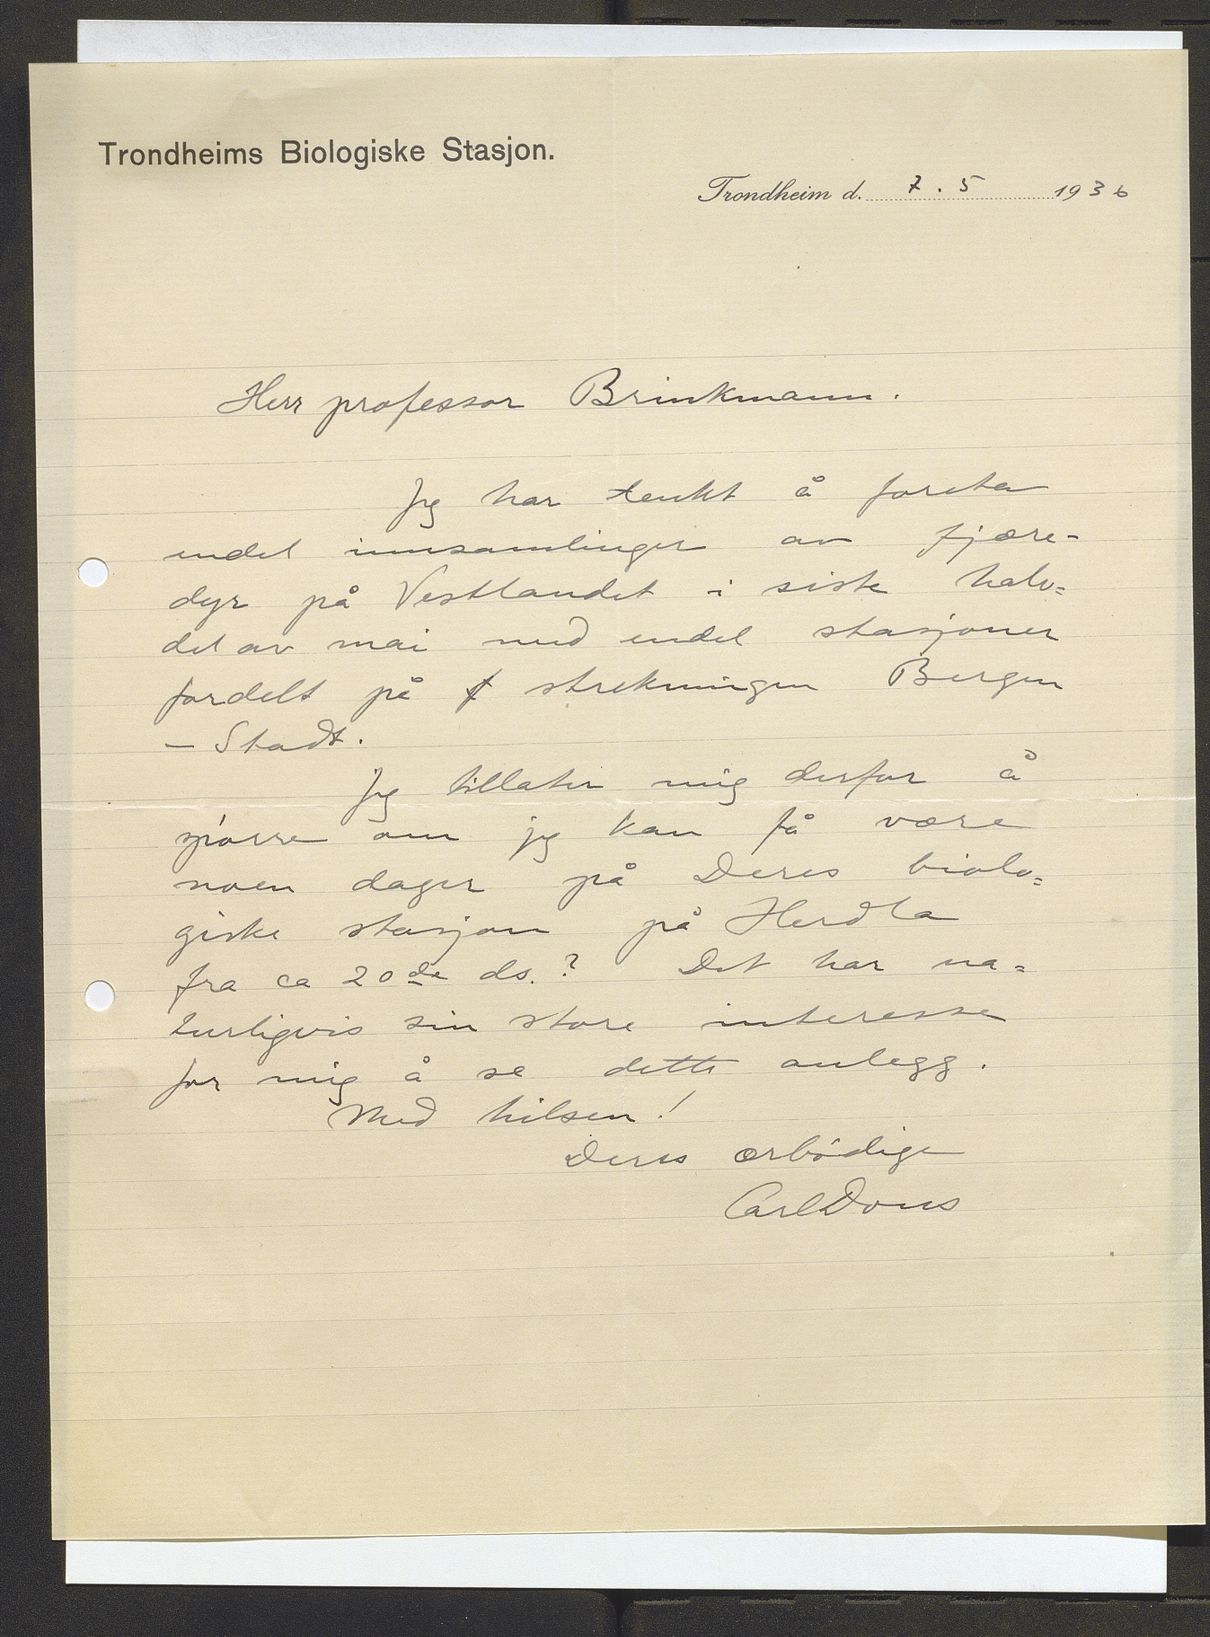 Trondheims Biologiske Stasjon.
Trondheim d. 7.5 1936
Herr professor Brinkmann.
Jeg har tenkt å foreta
endel innsamlinger av fjære-
dyr på Vestlandet i siste halv=
del av mai med endel stasjoner
fordelt på strekningen Bergen
– Stadt.
Jeg tillater mig derfor å
spørre om jeg kan få være
noen dager på Deres biolo=
giske stasjon på Herdla
fra ca 20de ds.? Det har na=
turligvis sin store interesse
for mig å se dette anlegg.
Med hilsen!
Deres ærbødige
Carl Dons